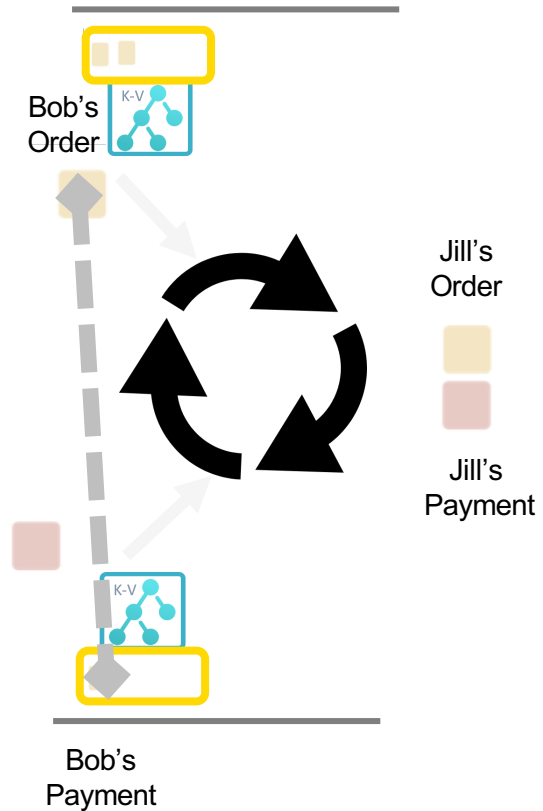 K-V
Bob's
Order
Jill's
Order
Jill's
Payment
K-V
Bob's
Payment